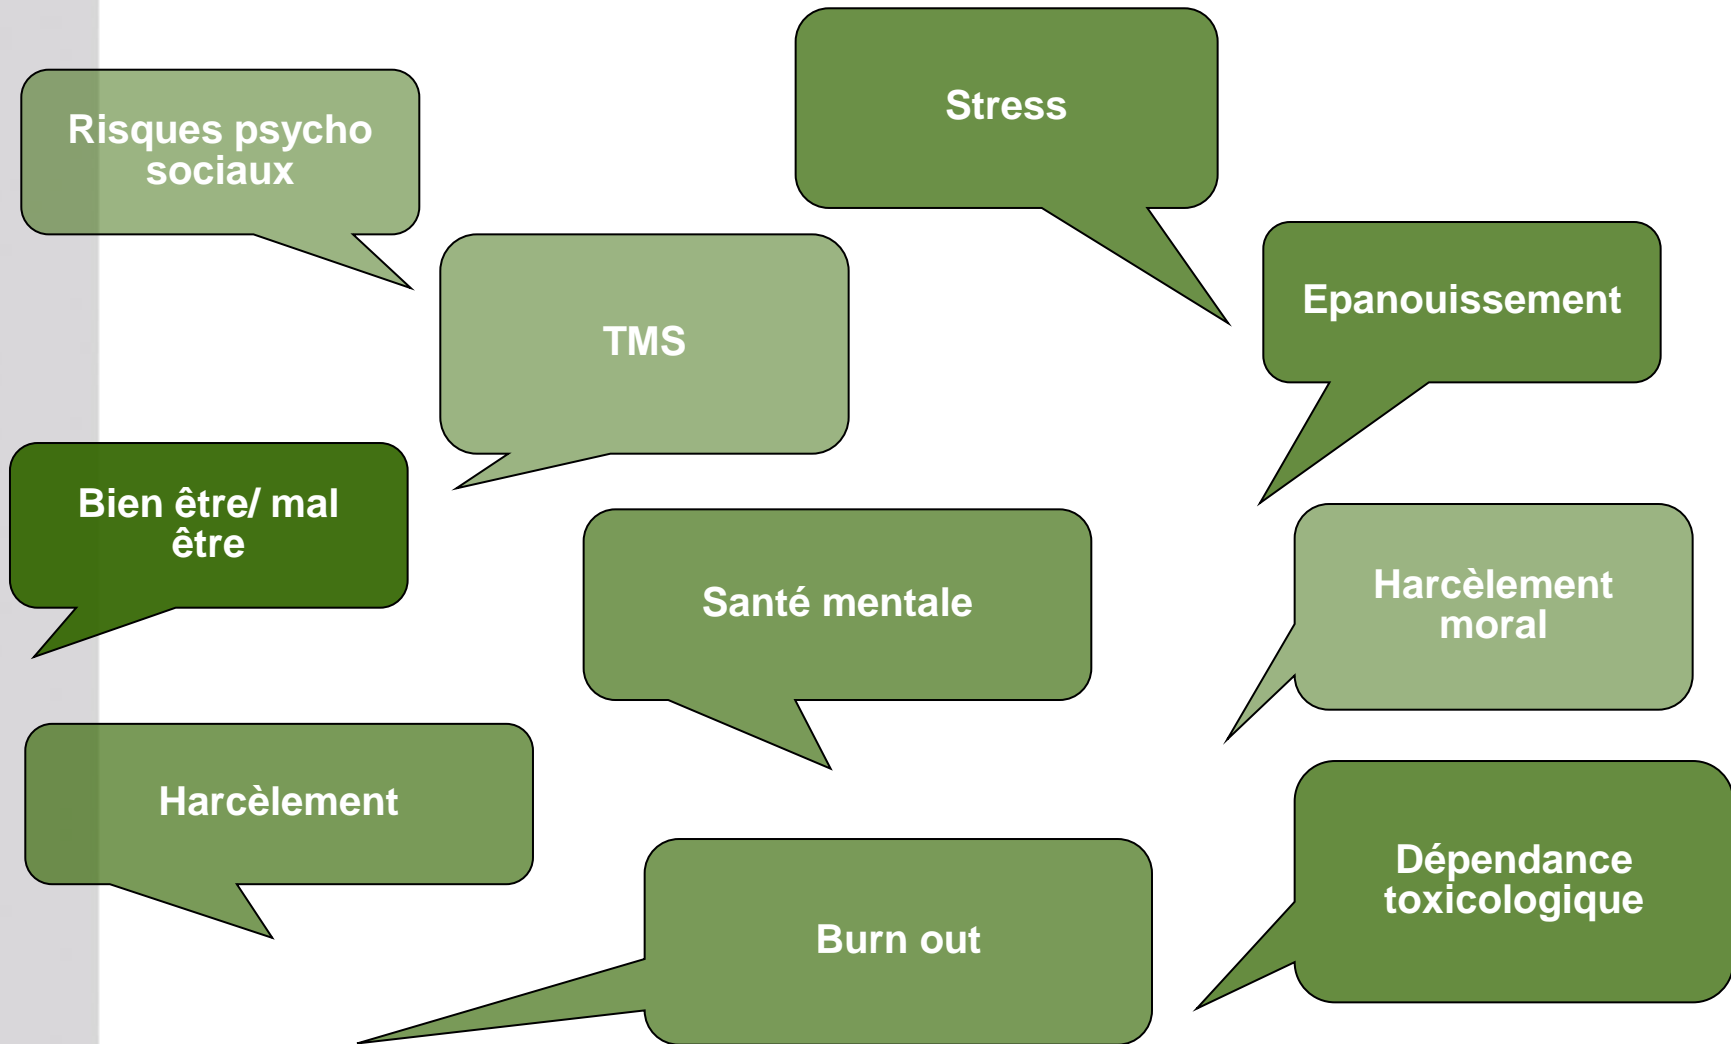 Stress
Risques psycho
sociaux
Epanouissement
TMS
Bien être/ mal
être
Santé mentale
Harcèlement
moral
Harcèlement
Dépendance
toxicologique
Burn out